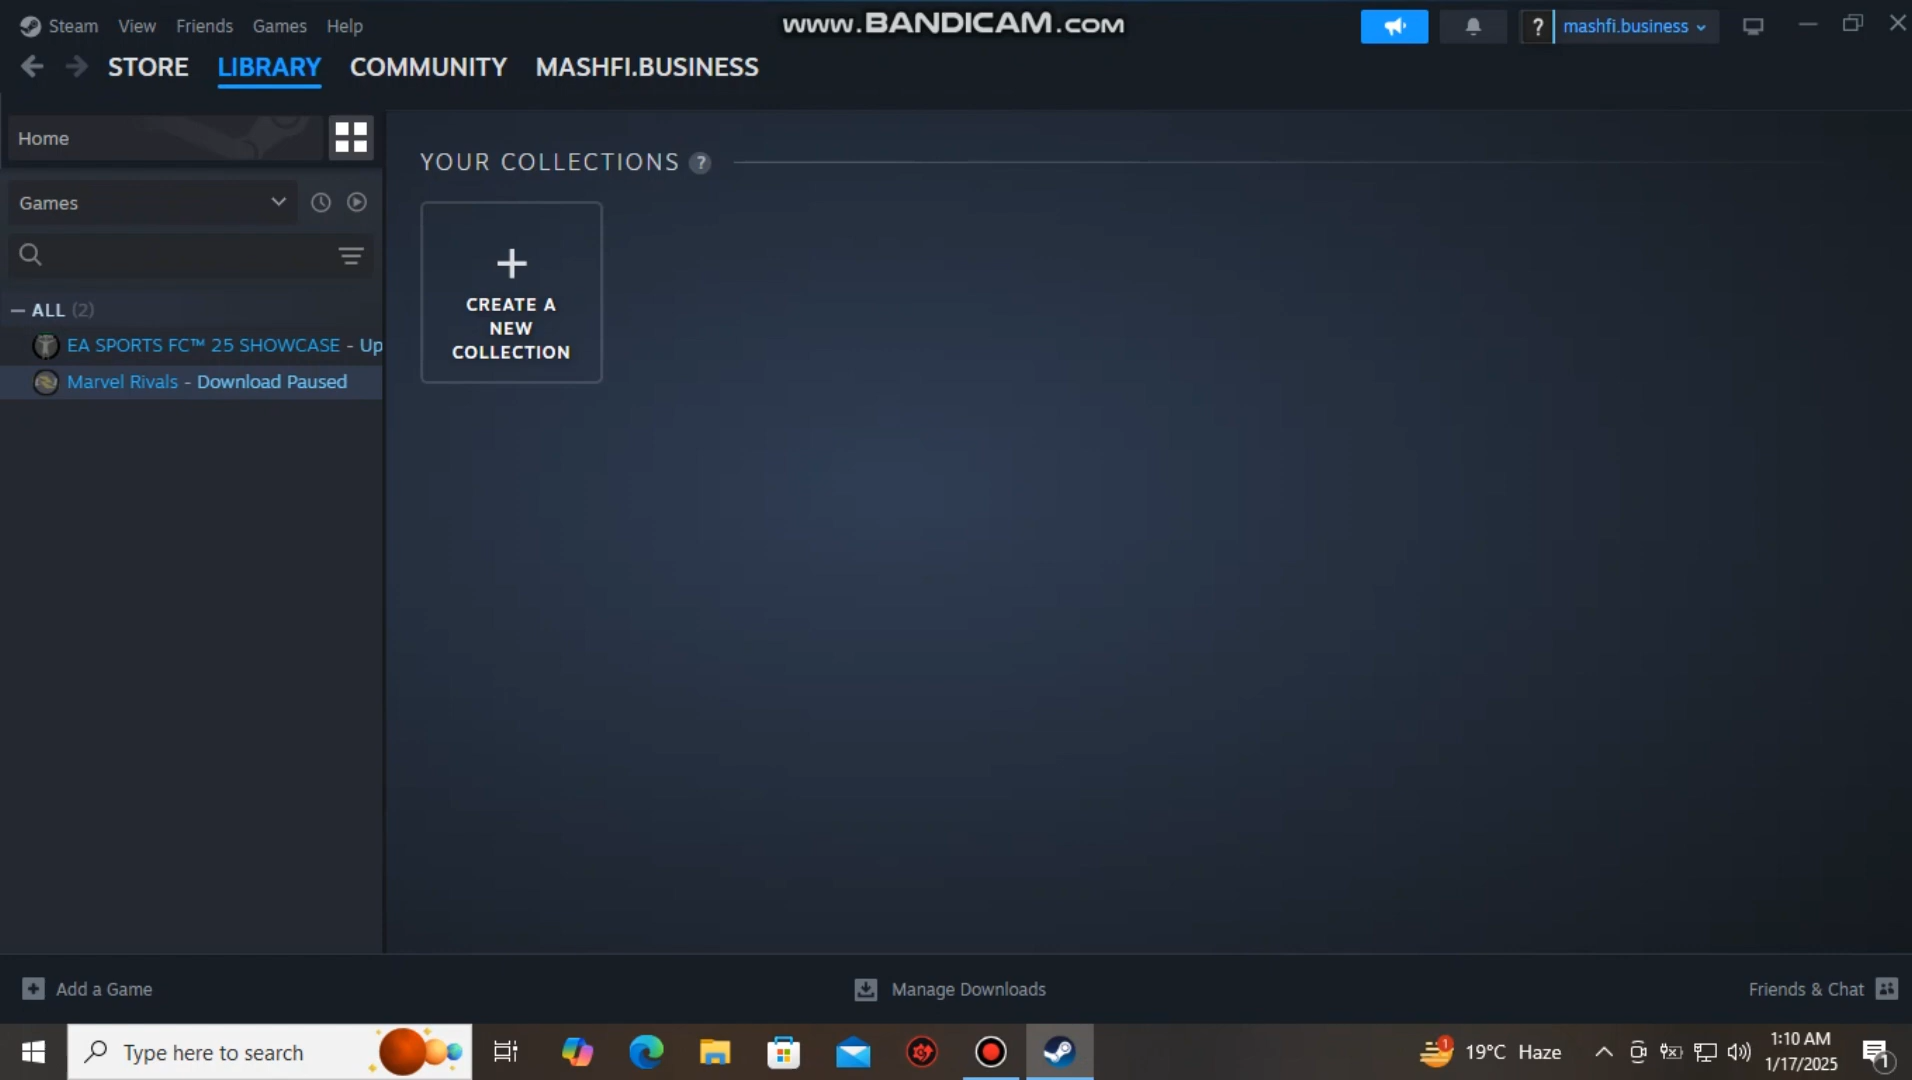 www.BANDICAM.com
Steam View Friends Games Help
? mashfi.business
STORE LIBRARY COMMUNITY MASHFI.BUSINESS
Home
YOUR COLLECTIONS ?
Games
CREATE A
NEW
COLLECTION
— ALL (2)
EA SPORTS FC™ 25 SHOWCASE - Up
Marvel Rivals - Download Paused
Add a Game
Manage Downloads
Friends & Chat
Type here to search
1
19°C Haze
1:10 AM
1/17/2025
1